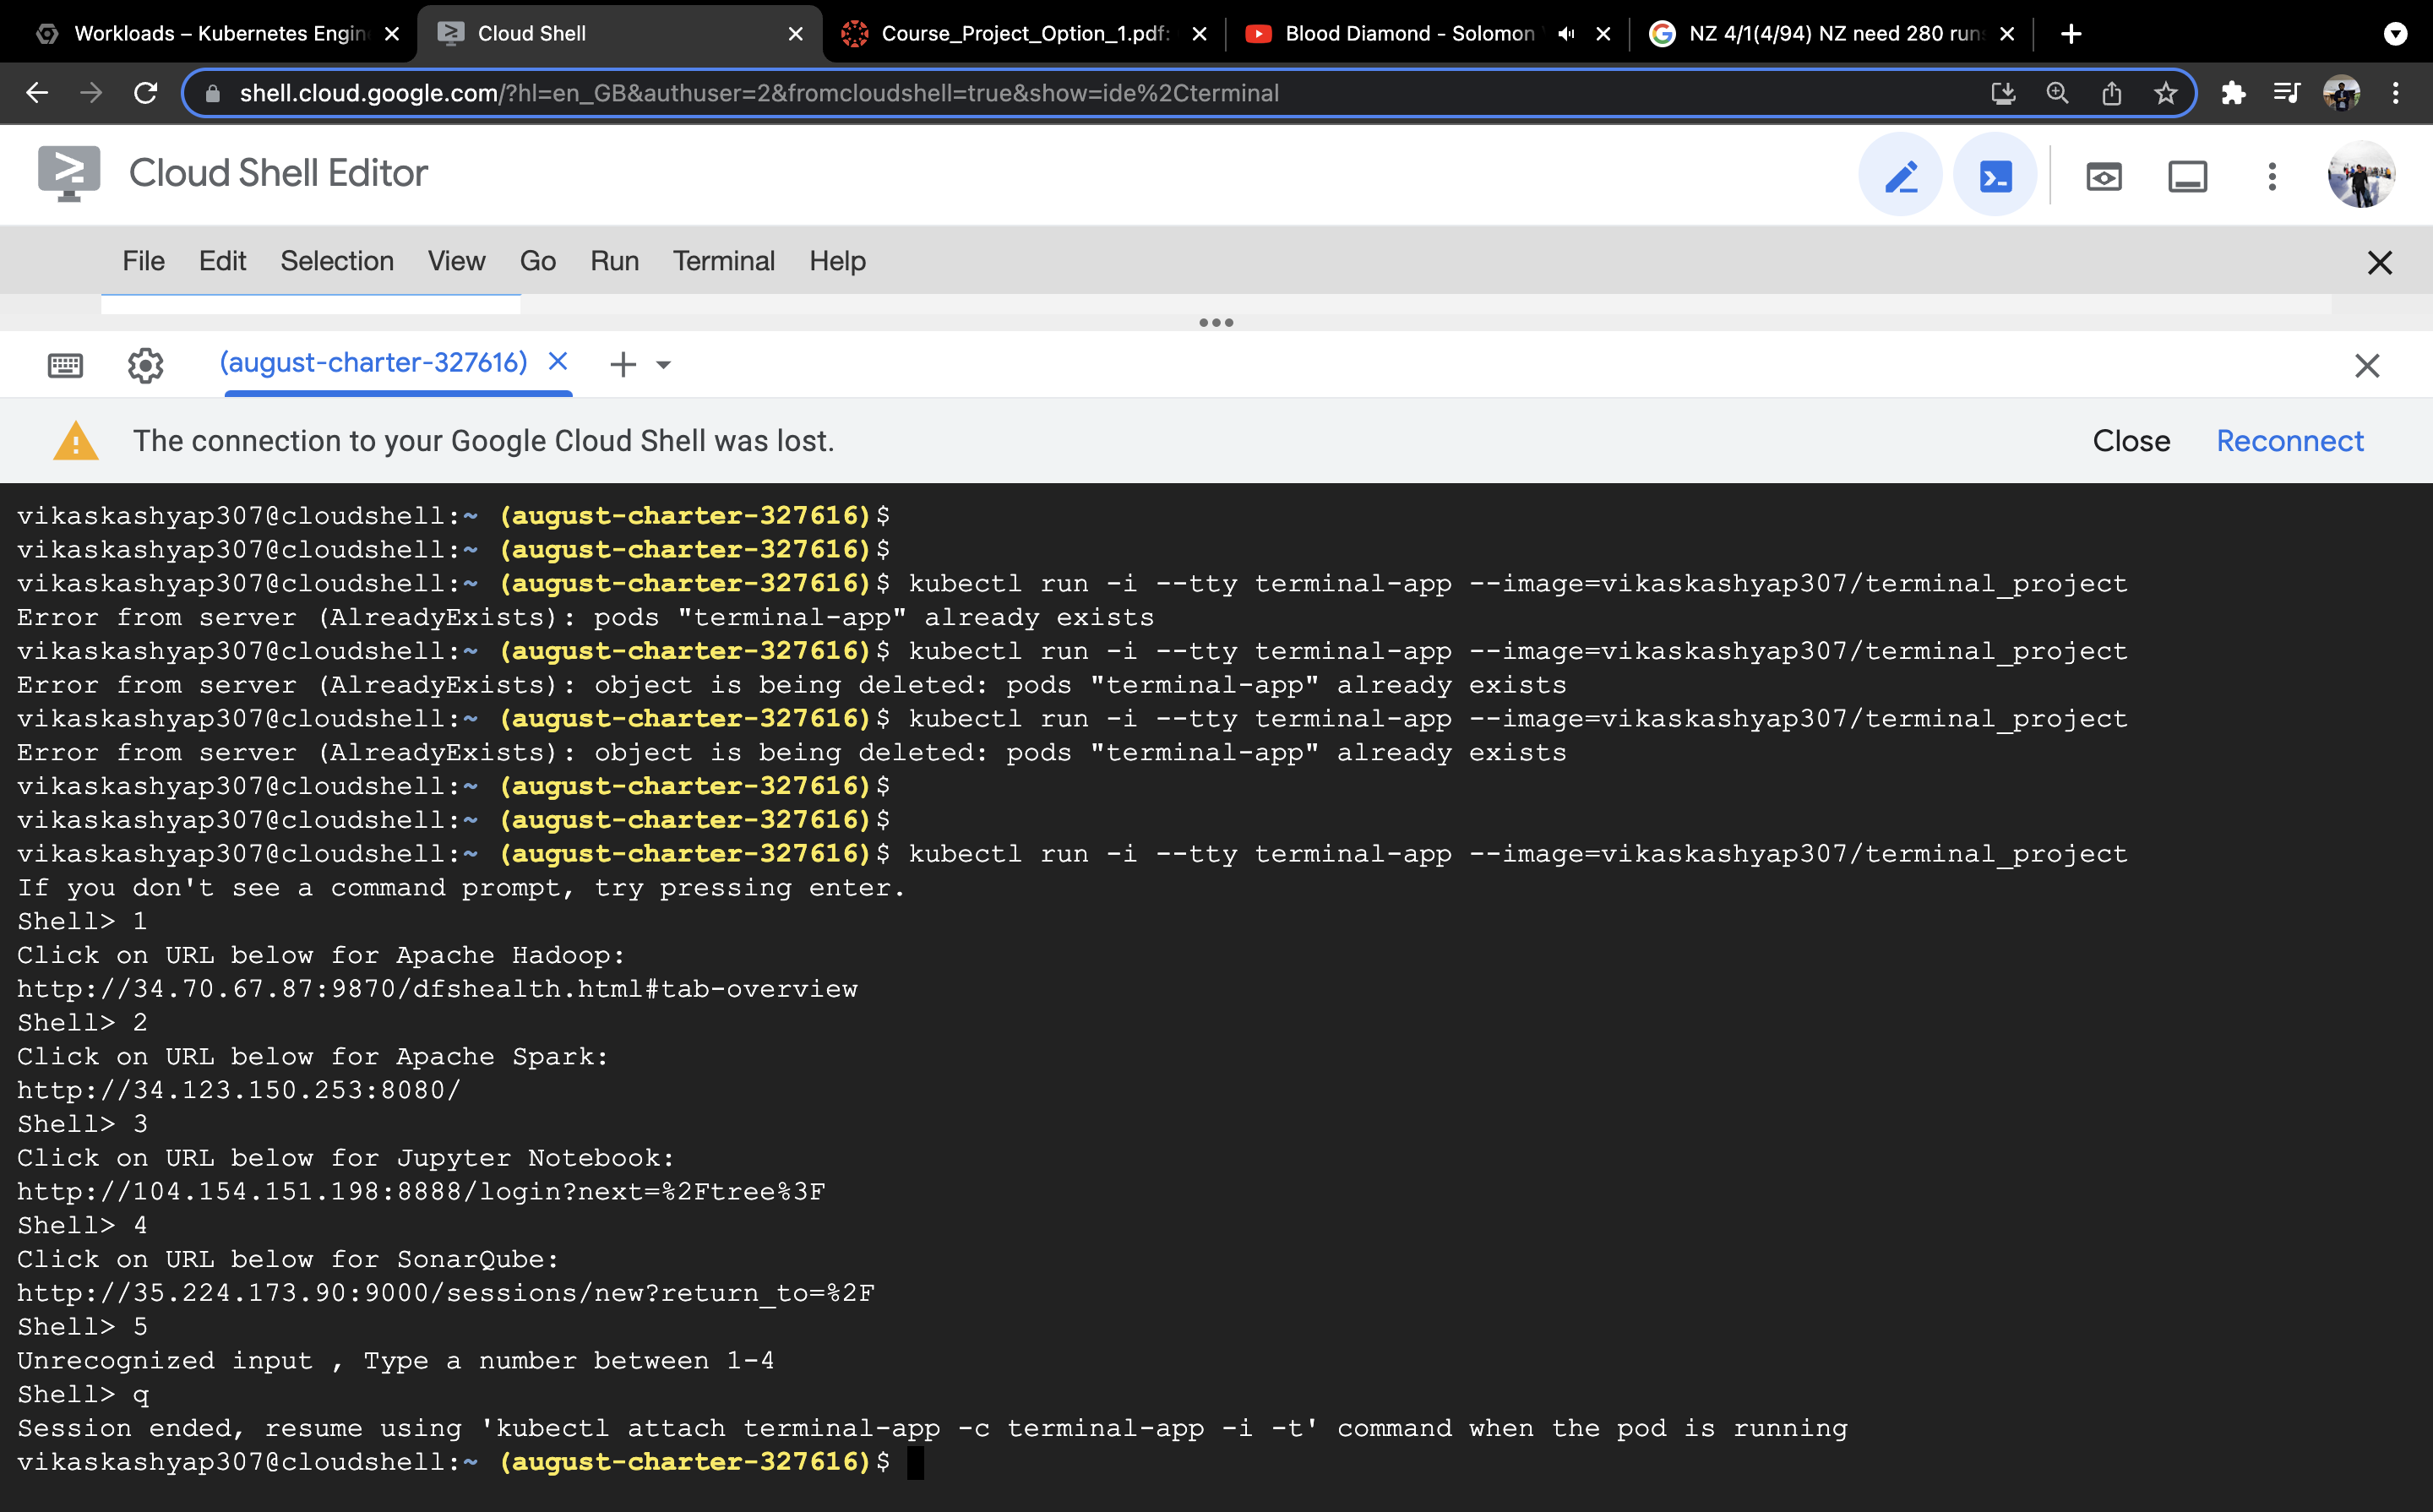 Workloads – Kubernetes Engin
Cloud Shell
Course_Project_Option_1.pdf:
Blood Diamond - Solomon
NZ 4/1(4/94) NZ need 280 run
shell.cloud.google.com/?hl=en_GB&authuser=2&fromcloudshell=true&show=ide%2Cterminal
Cloud Shell Editor
File Edit Selection View Go Run Terminal Help
(august-charter-327616)
The connection to your Google Cloud Shell was lost. Close Reconnect
vikaskashyap307@cloudshell:~ (august-charter-327616)$
vikaskashyap307@cloudshell:~ (august-charter-327616)$
vikaskashyap307@cloudshell:~ (august-charter-327616)$ kubectl run -i --tty terminal-app --image=vikaskashyap307/terminal_project
Error from server (AlreadyExists): pods "terminal-app" already exists
vikaskashyap307@cloudshell:~ (august-charter-327616)$ kubectl run -i --tty terminal-app --image=vikaskashyap307/terminal_project
Error from server (AlreadyExists): object is being deleted: pods "terminal-app" already exists
vikaskashyap307@cloudshell:~ (august-charter-327616)$ kubectl run -i --tty terminal-app --image=vikaskashyap307/terminal_project
Error from server (AlreadyExists): object is being deleted: pods "terminal-app" already exists
vikaskashyap307@cloudshell:~ (august-charter-327616)$
vikaskashyap307@cloudshell:~ (august-charter-327616)$
vikaskashyap307@cloudshell:~ (august-charter-327616)$ kubectl run -i --tty terminal-app --image=vikaskashyap307/terminal_project
If you don't see a command prompt, try pressing enter.
Shell> 1
Click on URL below for Apache Hadoop:
http://34.70.67.87:9870/dfshealth.html#tab-overview
Shell> 2
Click on URL below for Apache Spark:
http://34.123.150.253:8080/
Shell> 3
Click on URL below for Jupyter Notebook:
http://104.154.151.198:8888/login?next=%2Ftree%3F
Shell> 4
Click on URL below for SonarQube:
http://35.224.173.90:9000/sessions/new?return_to=%2F
Shell> 5
Unrecognized input , Type a number between 1-4
Shell> q
Session ended, resume using 'kubectl attach terminal-app -c terminal-app -i -t' command when the pod is running
vikaskashyap307@cloudshell:~ (august-charter-327616)$